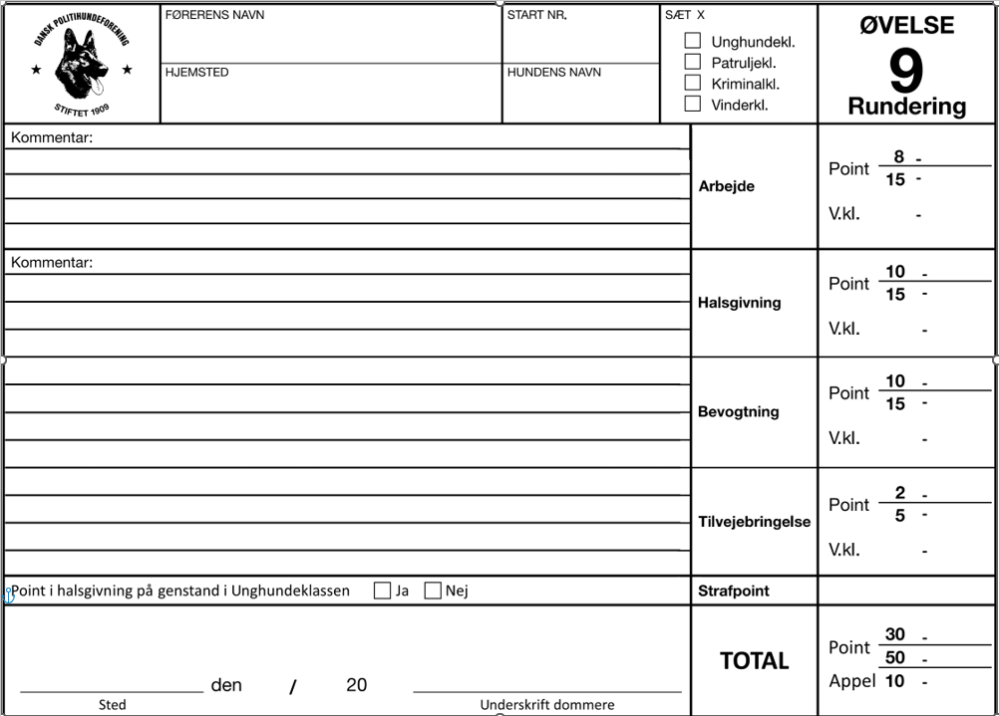 DANSK POLITIHUNDEFORENING
STIFTET 1909
FØRERENS NAVN
START NR.
SÆT X
Unghundekl.
Patruljekl.
Kriminalkl.
Vinderkl.
HJEMSTED
HUNDENS NAVN
ØVELSE
9
Rundering
Kommentar:
Arbejde
Point 8 -
15 -
V.kl. -
Kommentar:
Halsgivning
Point 10 -
15 -
V.kl. -
Bevogtning
Point 10 -
15 -
V.kl. -
Tilvejebringelse
Point 2 -
5 -
V.kl. -
Point i halsgivning på genstand i Unghundeklassen Ja Nej
Strafpoint
TOTAL
Point 30 -
50 -
Appel 10 -
den / 20
Sted
Underskrift dommere